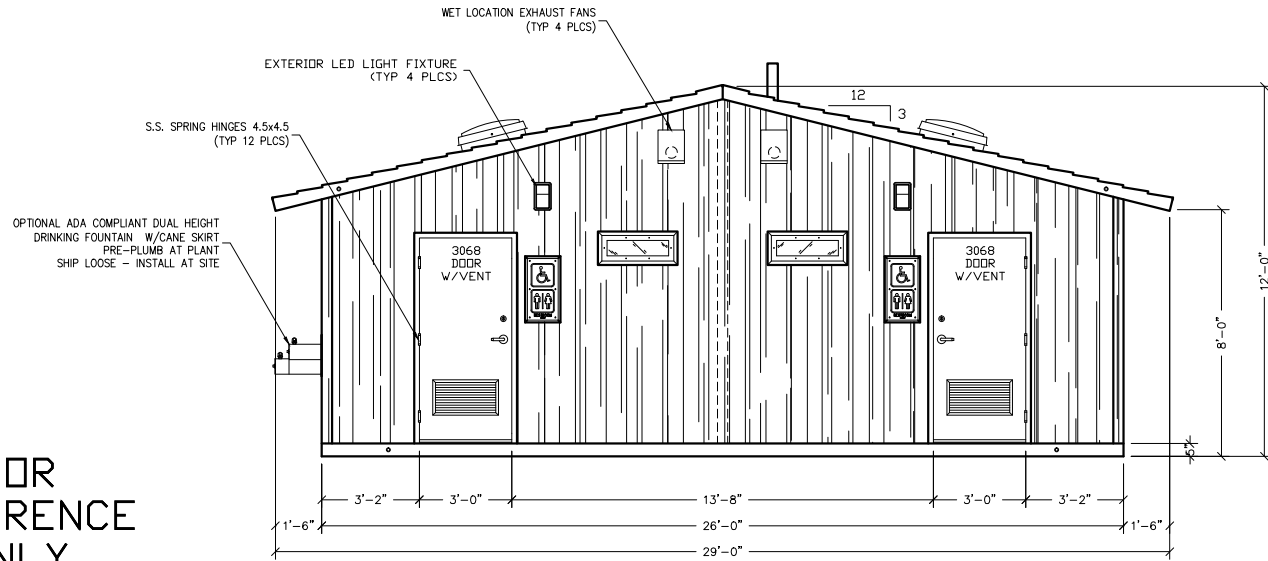 WET LOCATION EXHAUST FANS
(TYP 4 PLCS)
EXTERIOR LED LIGHT FIXTURE
(TYP 4 PLCS)
12
3
S.S. SPRING HINGES 4.5x4.5
(TYP 12 PLCS)
OPTIONAL ADA COMPLIANT DUAL HEIGHT
DRINKING FOUNTAIN W/CANE SKIRT
PRE-PLUMB AT PLANT
SHIP LOOSE - INSTALL AT SITE
3068
DOOR
W/VENT
3068
DOOR
W/VENT
12'-0"
8'-0"
5"
OR
RENCE
NLY
3'-2"
3'-0"
13'-8"
3'-0"
3'-2"
1'-6"
26'-0"
1'-6"
29'-0"